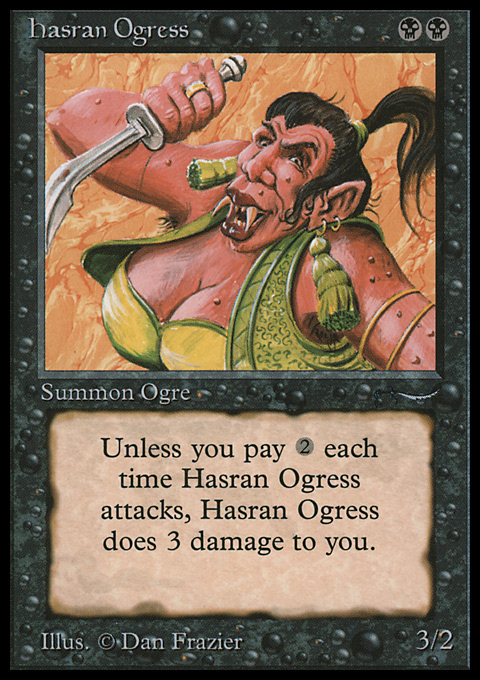 Hasran Ogress
Summon Ogre
Unless you pay 2 each
time Hasran Ogress
attacks, Hasran Ogress
does 3 damage to you.
Illus. © Dan Frazier 3/2